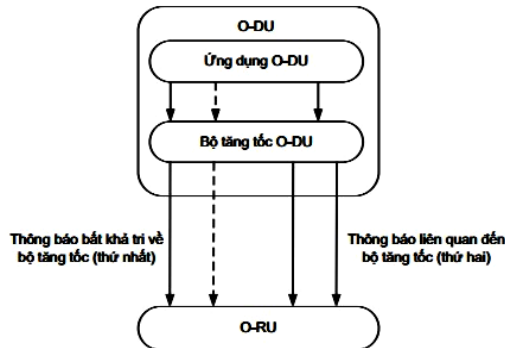 O-DU
Ứng dụng O-DU
Bộ tăng tốc O-DU
Thông báo bất khả tri về
bộ tăng tốc (thứ nhất)
Thông báo liên quan đến
bộ tăng tốc (thứ hai)
O-RU